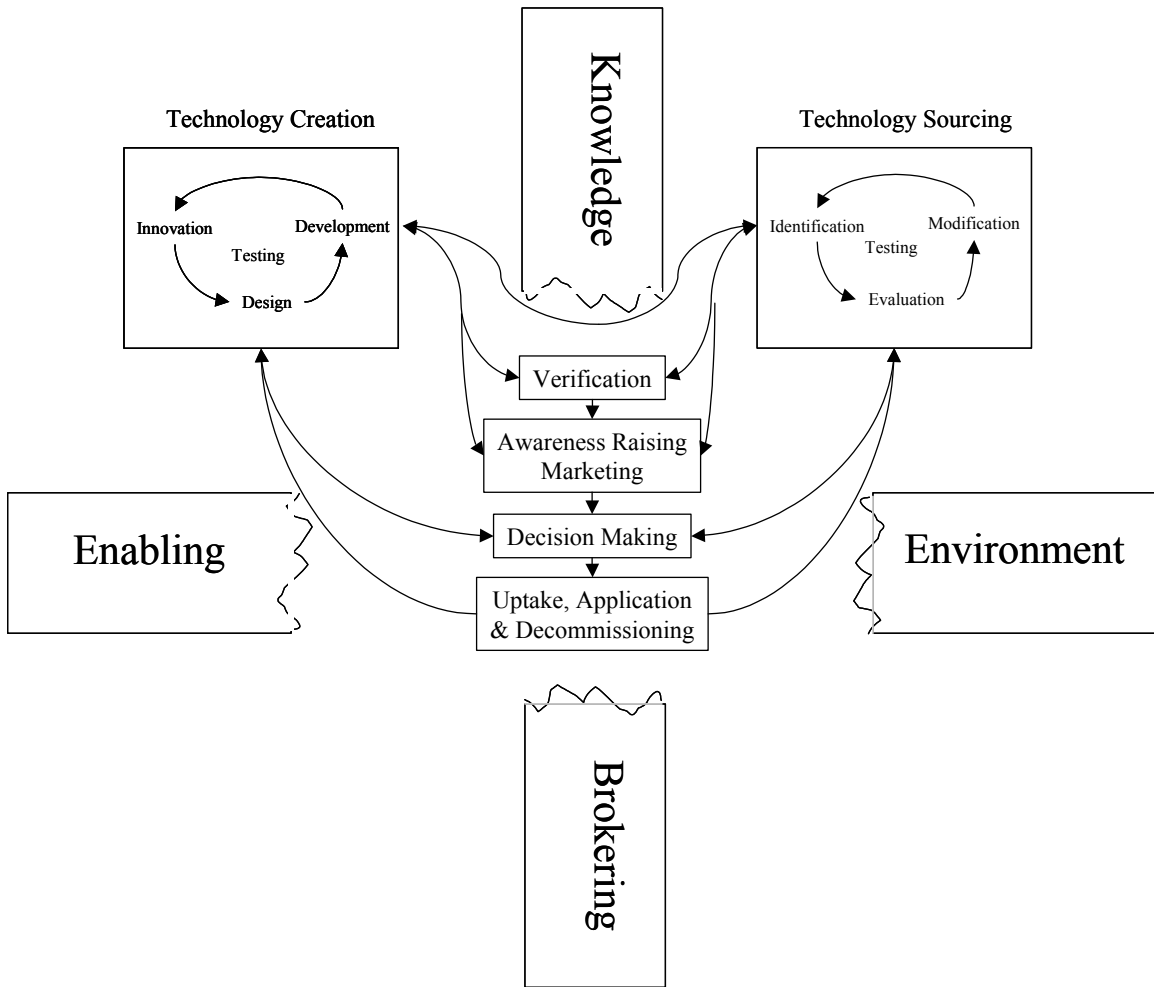 Knowledge
Technology Creation
Technology Sourcing
Innovation
Development
Testing
Design
Identification
Modification
Testing
Evaluation
Verification
Awareness Raising
Marketing
Enabling
Decision Making
Environment
Uptake, Application
& Decommissioning
Brokering